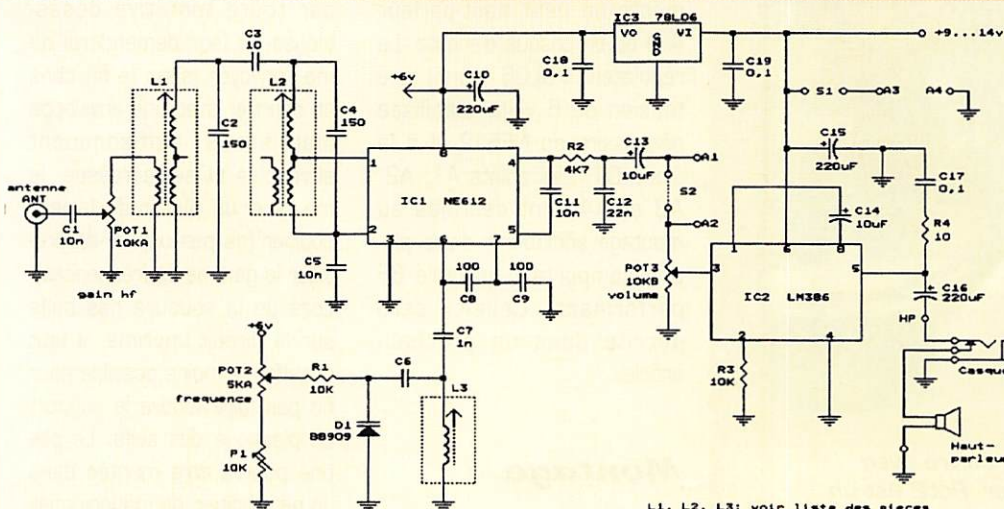 IC3 78L06
VO
GND
VI
+9...14v
C3
10
L1
L2
C2
150
C4
150
+6v
C10
220uF
C18
0,1
C19
0,1
S1
A3
A4
antenne
ANT
C1
10n
POT1
10KA
gain hf
C5
10n
1
2
8
IC1 NE612
4
5
3
6
7
R2
4K7
C11
10n
C12
22n
C13
10uF
A1
S2
A2
POT3
10KB
volume
C15
220uF
C17
0,1
C14
10uF
R4
10
1
6
8
3
5
IC2 LM386
2
4
C16
220uF
HP
Casque
Haut-
parleur
R3
10K
100
C8
100
C9
C7
1n
+6v
POT2
5KA
frequence
P1
10K
R1
10K
D1
BB909
C6
L3
Montage
L1, L2, L3: voir liste des pieces